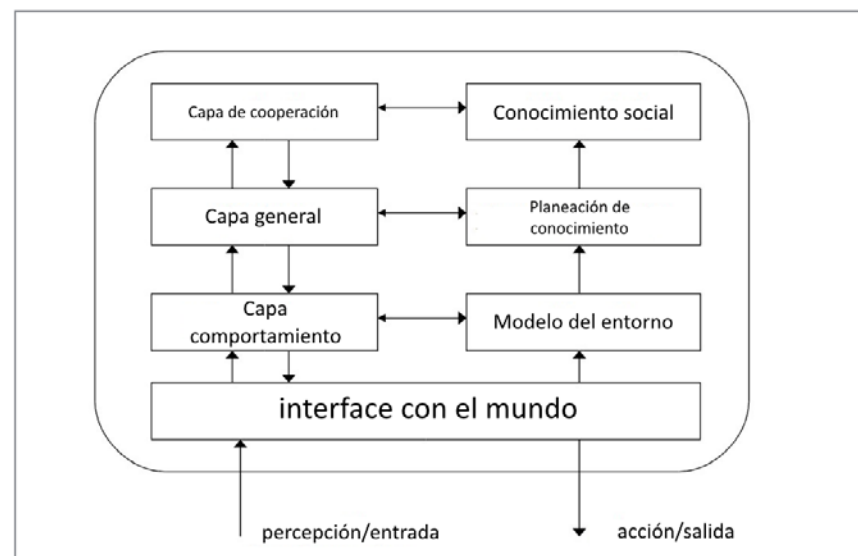 Capa de cooperación
Conocimiento social
Capa general
Planeación de
conocimiento
Capa
comportamiento
Modelo del entorno
interface con el mundo
percepción/entrada
acción/salida